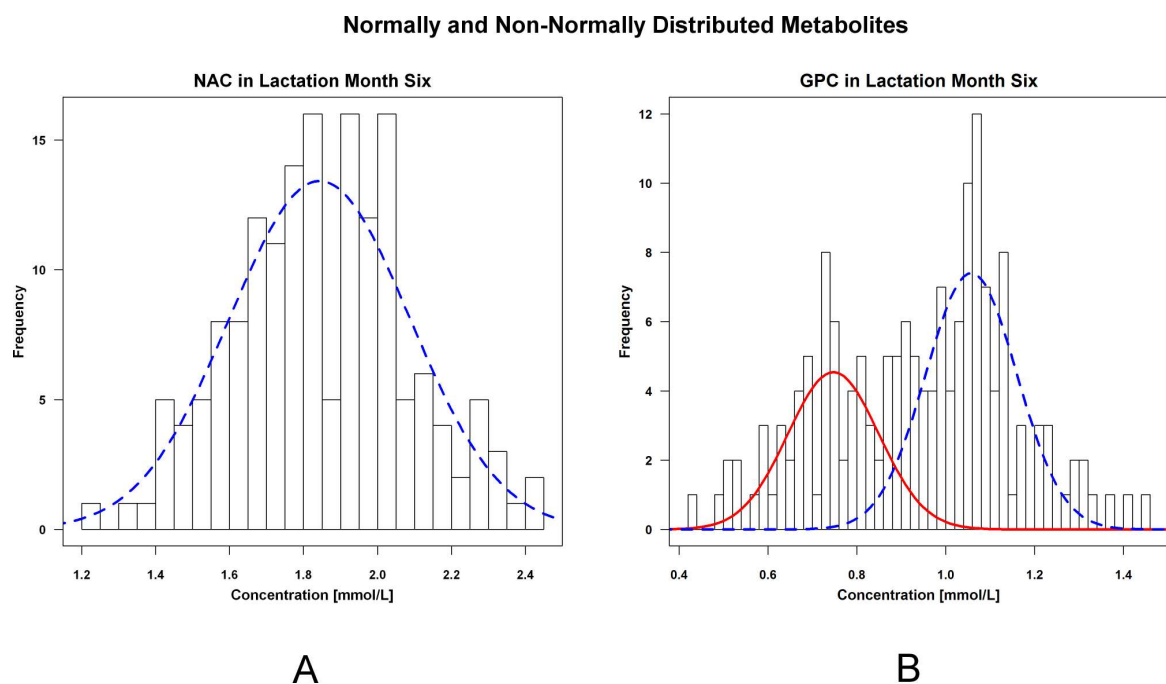 Normally and Non-Normally Distributed Metabolites
NAC in Lactation Month Six
15
10
5
0
Frequency
1.2 1.4 1.6 1.8 2.0 2.2 2.4
Concentration [mmol/L]
A
GPC in Lactation Month Six
12
10
8
6
4
2
0
Frequency
0.4 0.6 0.8 1.0 1.2 1.4
Concentration [mmol/L]
B